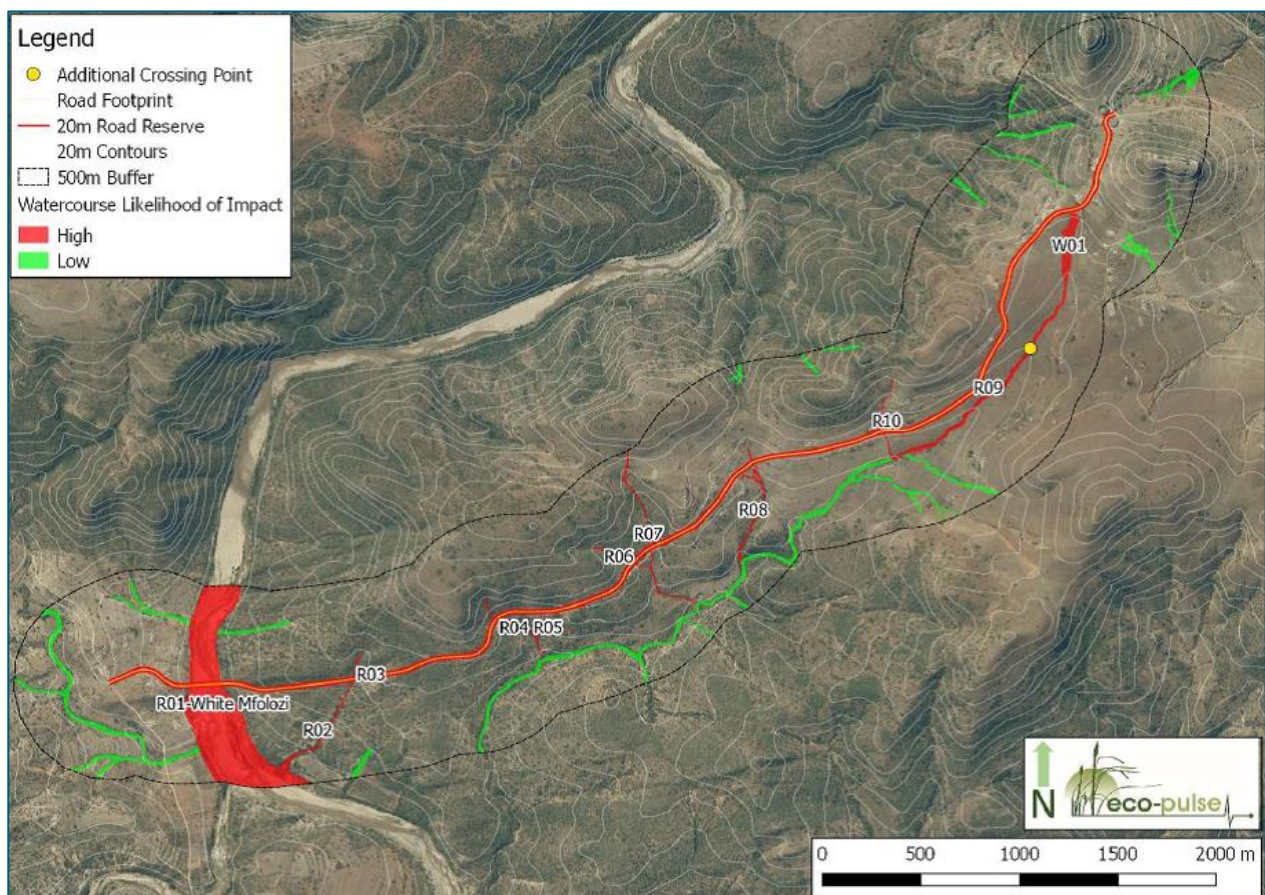 Legend
Additional Crossing Point
Road Footprint
20m Road Reserve
20m Contours
500m Buffer
Watercourse Likelihood of Impact
High
Low
W01
R09
R10
R08
R07
R06
R04 R05
R03
R01-White Mfolozi
R02
N
eco-pulse
0 500 1000 1500 2000 m